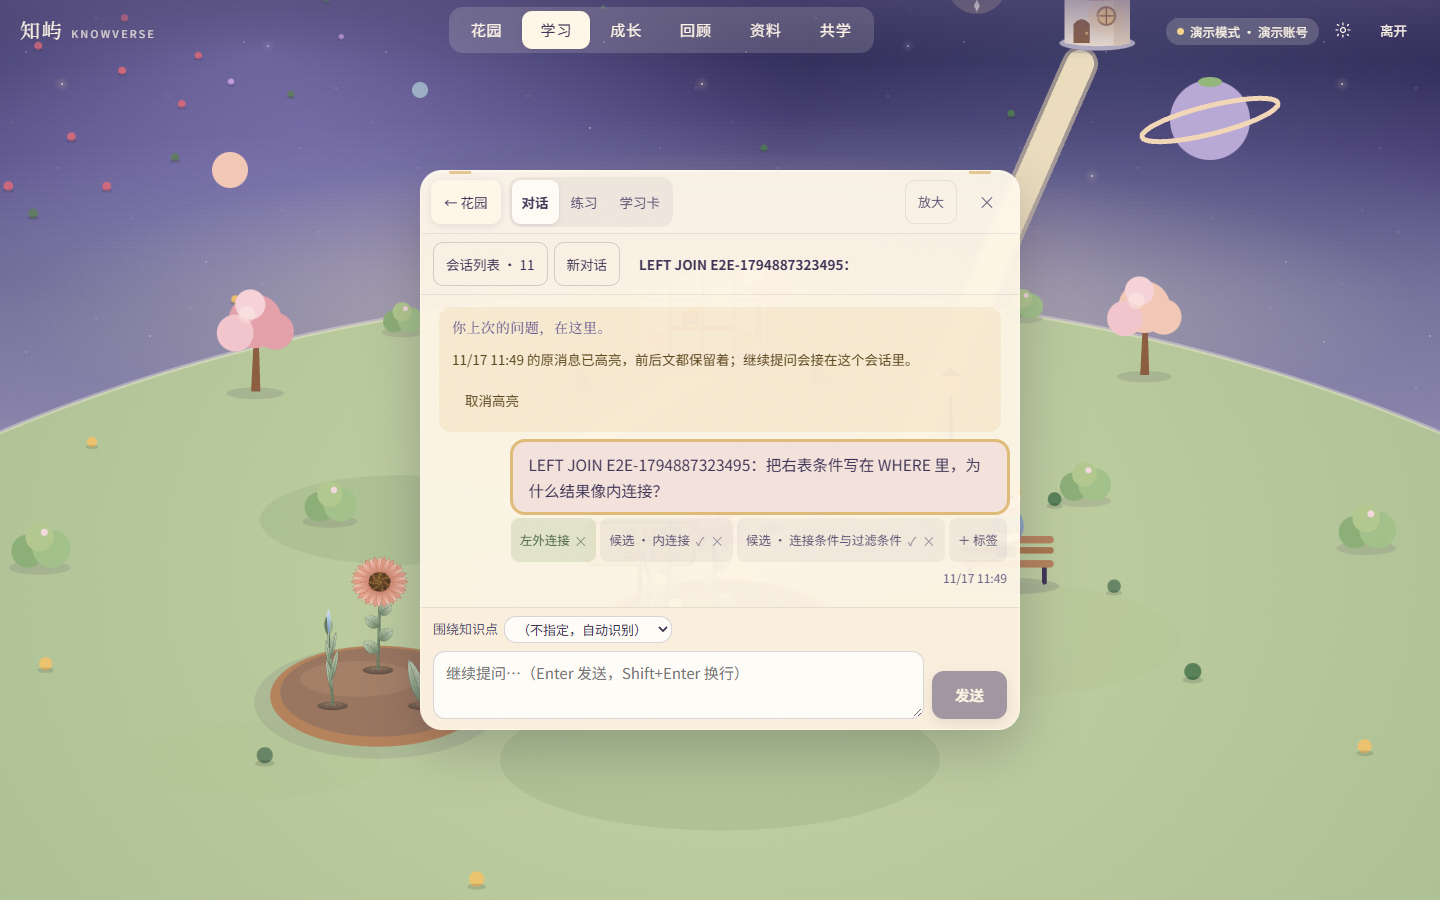 知屿 KNOWVERSE
花园 学习 成长 回顾 资料 共学
演示模式 · 演示账号
离开
← 花园 对话 练习 学习卡 放大 ×
会话列表 · 11 新对话 LEFT JOIN E2E-1794887323495：
你上次的问题，在这里。
11/17 11:49 的原消息已高亮，前后文都保留着；继续提问会接在这个会话里。
取消高亮
LEFT JOIN E2E-1794887323495：把右表条件写在 WHERE 里，为
什么结果像内连接？
左外连接 × 候选 · 内连接 ✓ × 候选 · 连接条件与过滤条件 ✓ × ＋ 标签
11/17 11:49
围绕知识点 （不指定，自动识别）
继续提问…（Enter 发送，Shift+Enter 换行）
发送